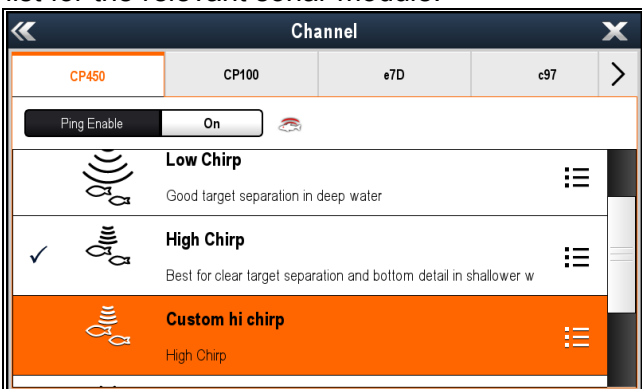 list for the relevant sonar module.
Channel
CP450 CP100 e7D c97
Ping Enable On
Low Chirp
Good target separation in deep water
High Chirp
Best for clear target separation and bottom detail in shallower w
Custom hi chirp
High Chirp